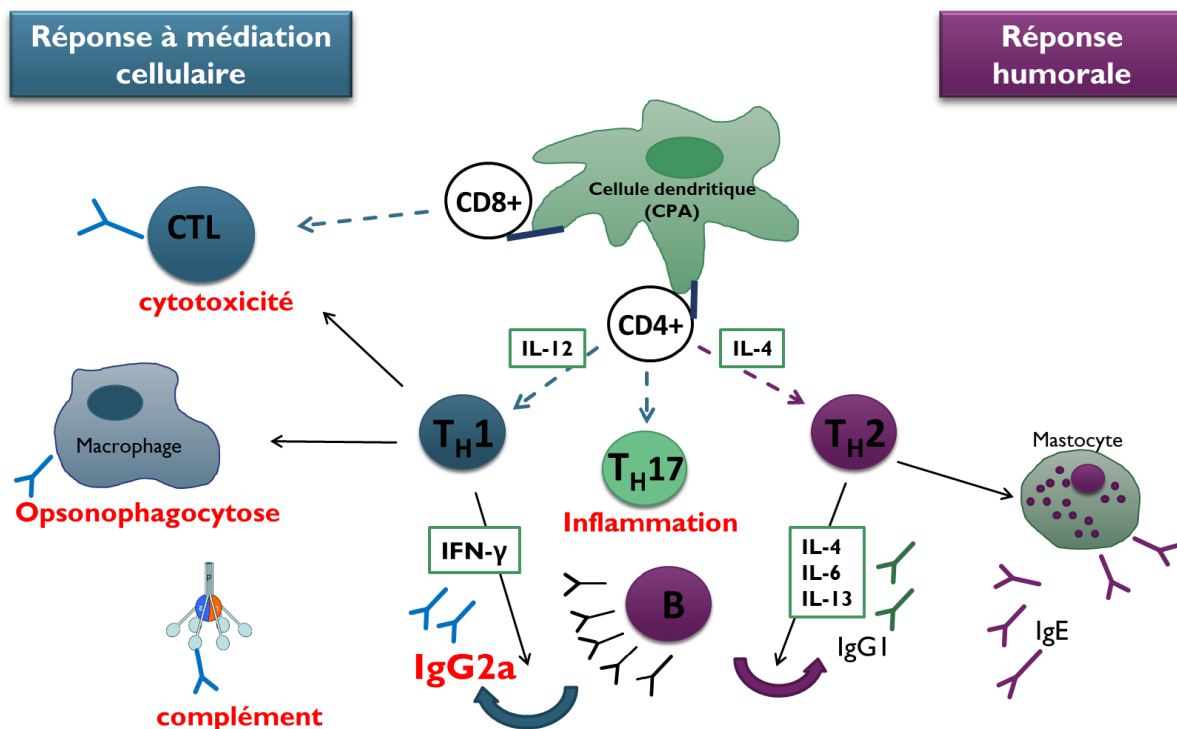 Réponse à médiation
cellulaire
Réponse
humorale
Cellule dendritique
(CPA)
CD8+
CTL
cytotoxicité
CD4+
IL-12
IL-4
Macrophage
Opsonophagocytose
TH1
TH17
Inflammation
TH2
Mastocyte
IFN-γ
IL-4
IL-6
IL-13
B
IgG2a
IgG1
IgE
complément